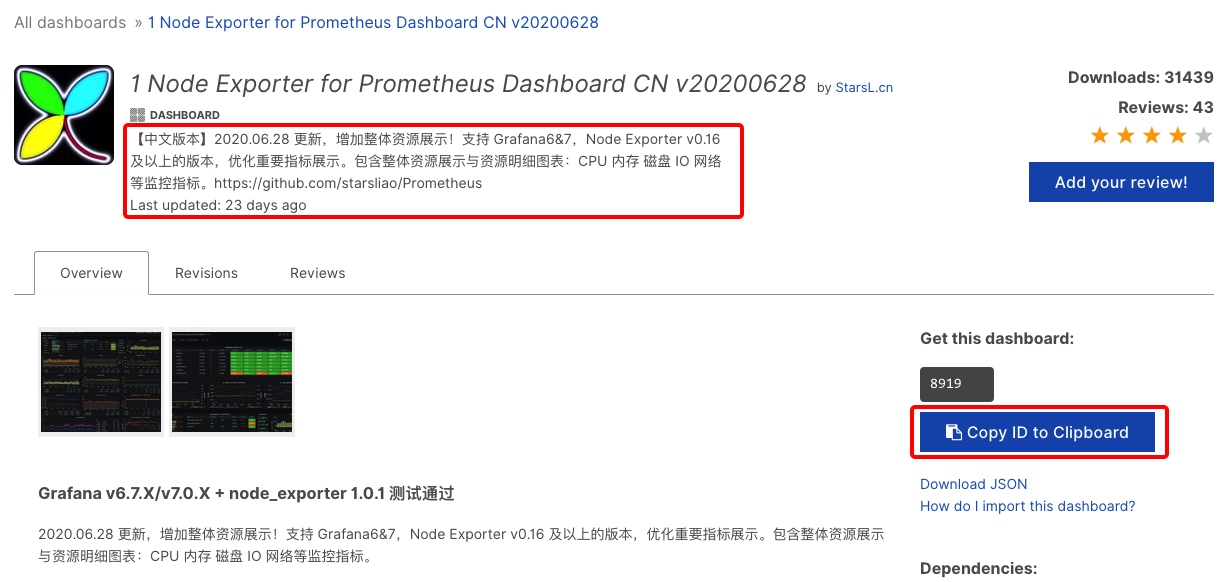 All dashboards » 1 Node Exporter for Prometheus Dashboard CN v20200628
1 Node Exporter for Prometheus Dashboard CN v20200628 by StarsL.cn
DASHBOARD
【中文版本】2020.06.28 更新，增加整体资源展示！支持 Grafana6&7，Node Exporter v0.16
及以上的版本，优化重要指标展示。包含整体资源展示与资源明细图表：CPU 内存 磁盘 IO 网络
等监控指标。https://github.com/starsliao/Prometheus
Last updated: 23 days ago
Downloads: 31439
Reviews: 43
Add your review!
Overview Revisions Reviews
Get this dashboard:
8919
Copy ID to Clipboard
Download JSON
How do I import this dashboard?
Dependencies:
Grafana v6.7.X/v7.0.X + node_exporter 1.0.1 测试通过
2020.06.28 更新，增加整体资源展示！支持 Grafana6&7，Node Exporter v0.16 及以上的版本，优化重要指标展示。包含整体资源展示
与资源明细图表：CPU 内存 磁盘 IO 网络等监控指标。